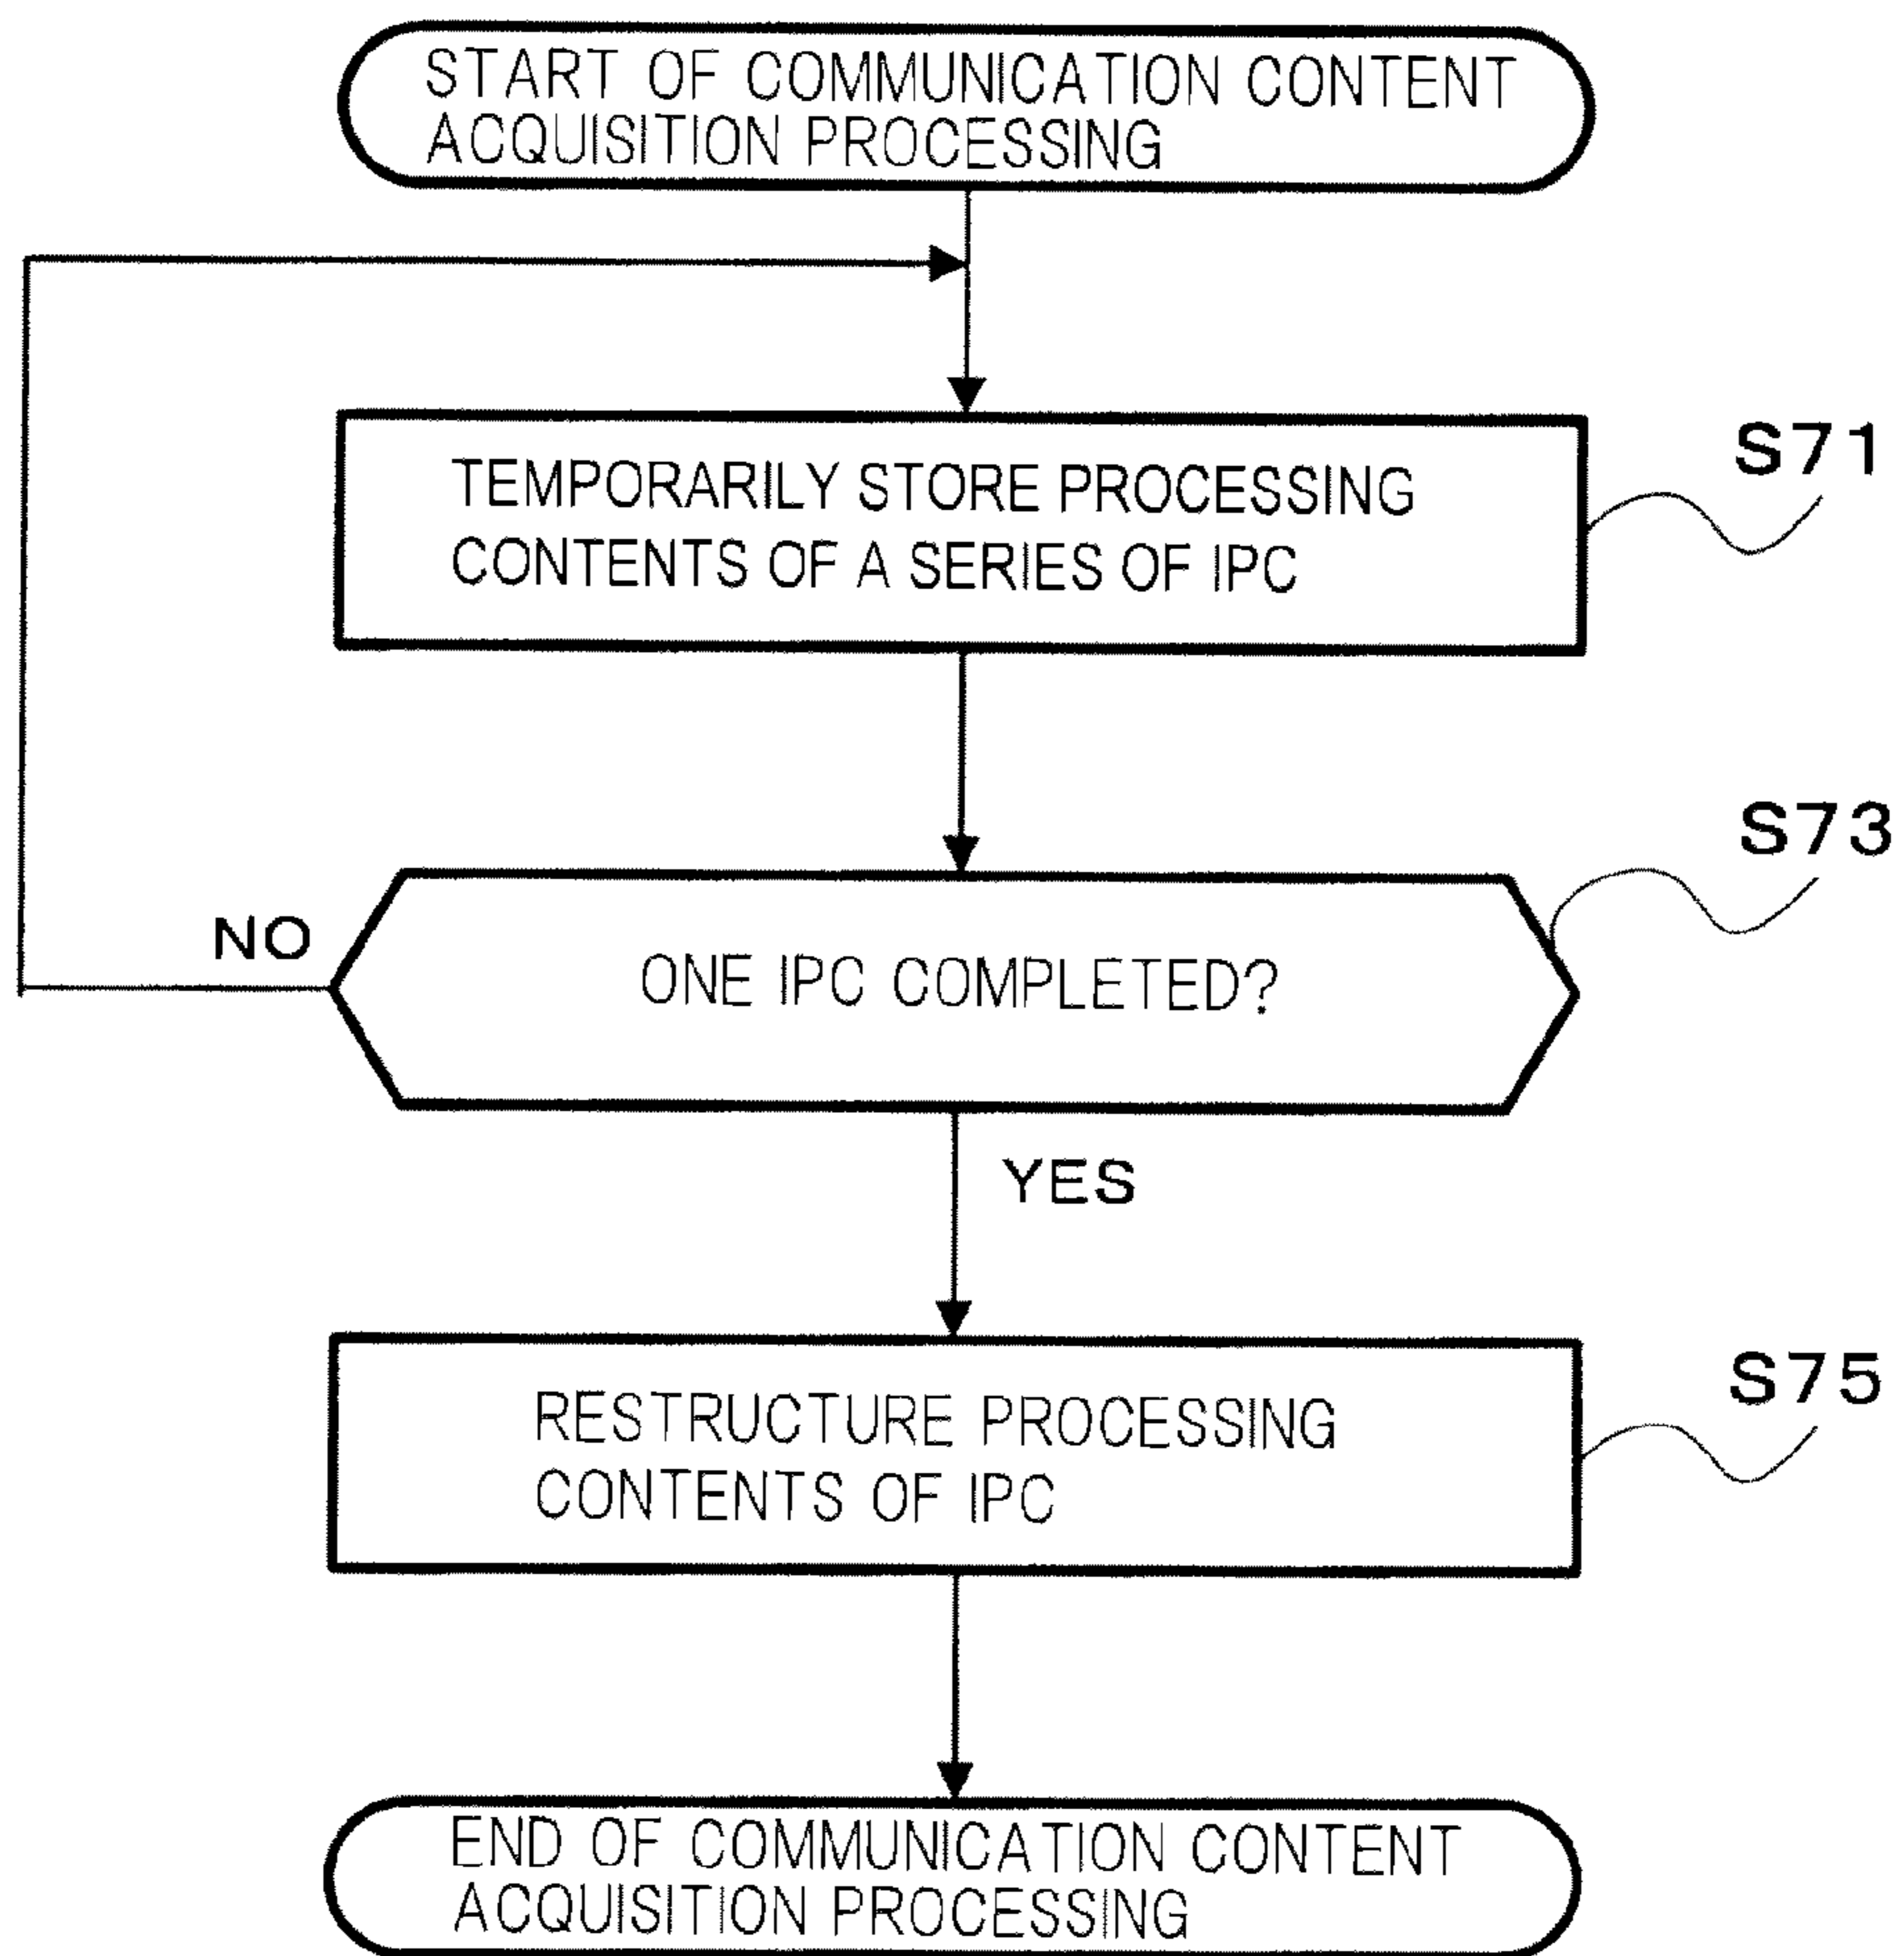 START OF COMMUNICATION CONTENT
ACQUISITION PROCESSING
TEMPORARILY STORE PROCESSING
CONTENTS OF A SERIES OF IPC
S71
ONE IPC COMPLETED?
S73
NO
YES
RESTRUCTURE PROCESSING
CONTENTS OF IPC
S75
END OF COMMUNICATION CONTENT
ACQUISITION PROCESSING